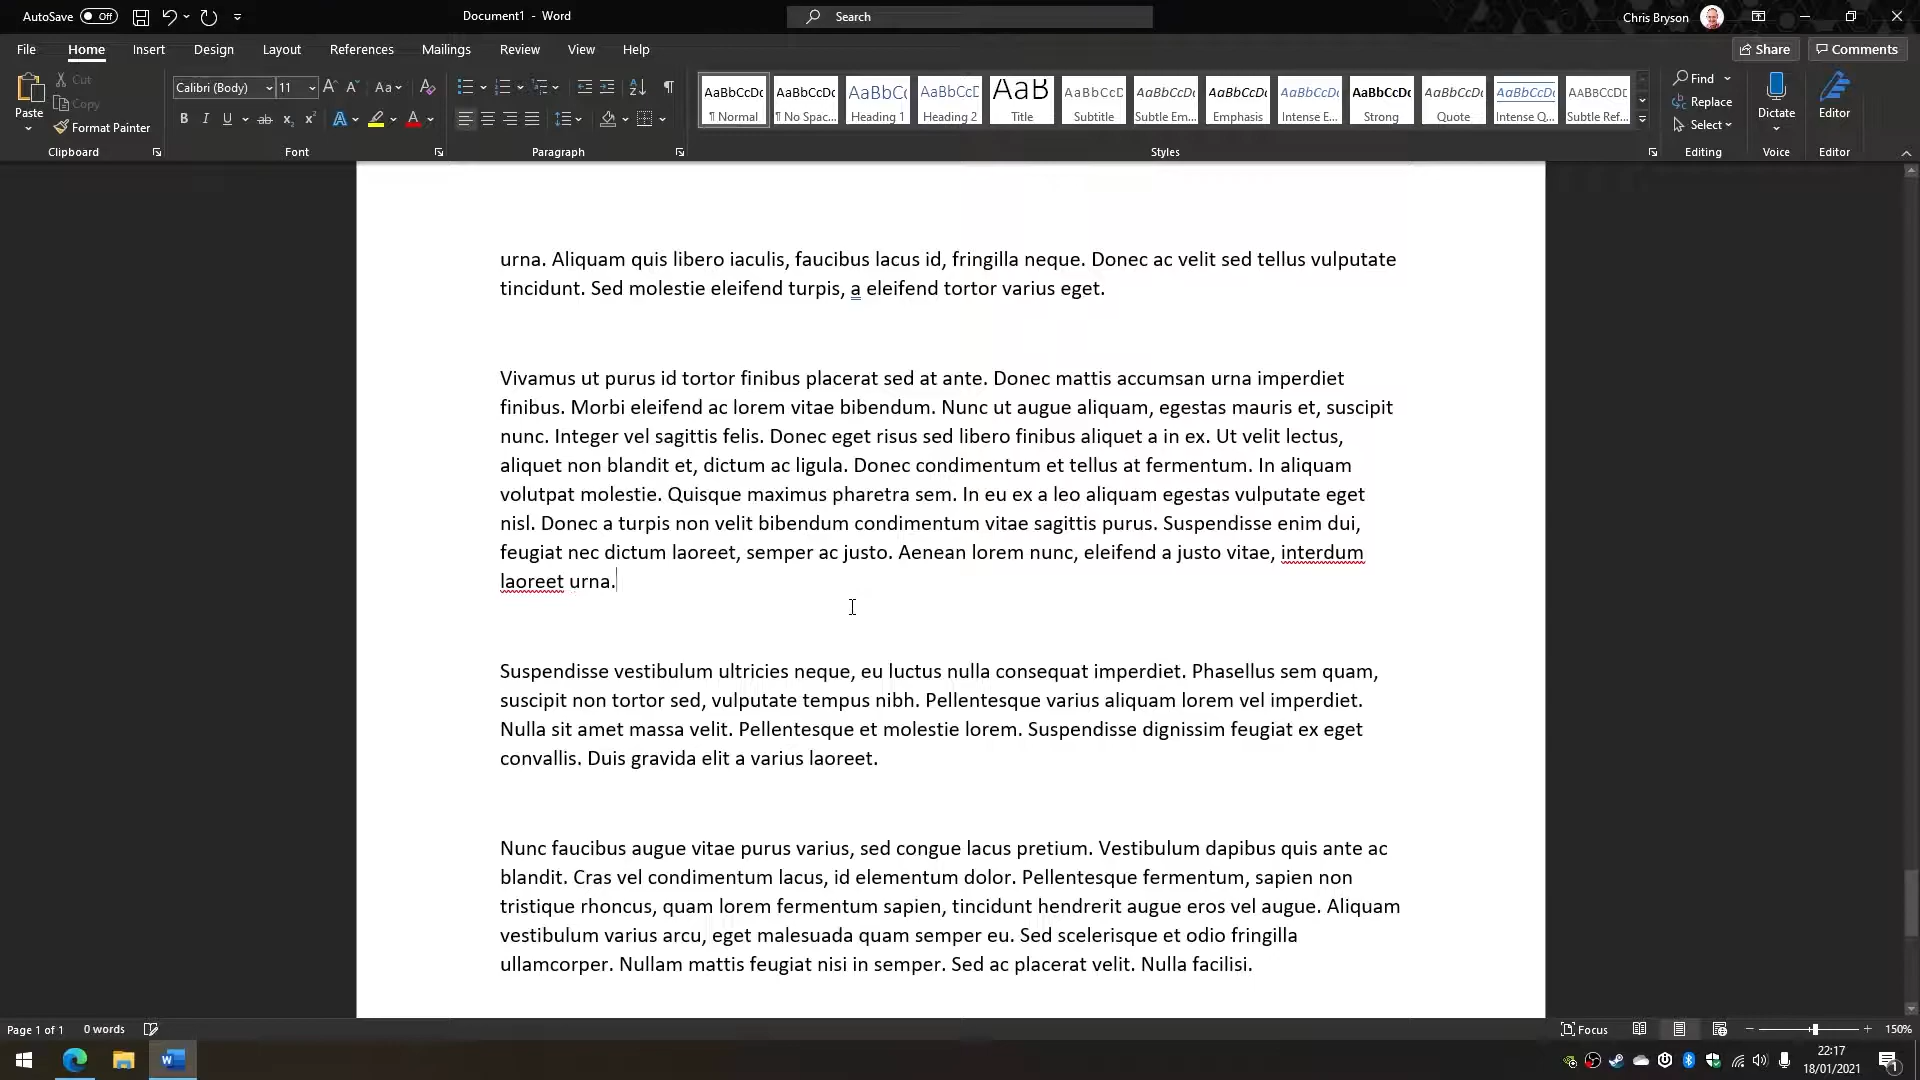 AutoSave Off Document1 - Word Search Chris Bryson
File Home Insert Design Layout References Mailings Review View Help Share Comments
Paste
Cut
Copy
Format Painter
Clipboard
Calibri (Body) 11
Font
Paragraph
AaBbCcDc AaBbCcDc AaBbCc AaBbCcD AaB AaBbCcD AaBbCcDc AaBbCcDc AaBbCcDc AaBbCcDc AaBbCcDc AaBbCcDc AABBCCDC
¶ Normal ¶ No Spac... Heading 1 Heading 2 Title Subtitle Subtle Em... Emphasis Intense E... Strong Quote Intense Q... Subtle Ref...
Styles
Find
Replace
Select
Editing
Dictate
Voice
Editor
Editor
urna. Aliquam quis libero iaculis, faucibus lacus id, fringilla neque. Donec ac velit sed tellus vulputate
tincidunt. Sed molestie eleifend turpis, a eleifend tortor varius eget.
Vivamus ut purus id tortor finibus placerat sed at ante. Donec mattis accumsan urna imperdiet
finibus. Morbi eleifend ac lorem vitae bibendum. Nunc ut augue aliquam, egestas mauris et, suscipit
nunc. Integer vel sagittis felis. Donec eget risus sed libero finibus aliquet a in ex. Ut velit lectus,
aliquet non blandit et, dictum ac ligula. Donec condimentum et tellus at fermentum. In aliquam
volutpat molestie. Quisque maximus pharetra sem. In eu ex a leo aliquam egestas vulputate eget
nisl. Donec a turpis non velit bibendum condimentum vitae sagittis purus. Suspendisse enim dui,
feugiat nec dictum laoreet, semper ac justo. Aenean lorem nunc, eleifend a justo vitae, interdum
laoreet urna.
Suspendisse vestibulum ultricies neque, eu luctus nulla consequat imperdiet. Phasellus sem quam,
suscipit non tortor sed, vulputate tempus nibh. Pellentesque varius aliquam lorem vel imperdiet.
Nulla sit amet massa velit. Pellentesque et molestie lorem. Suspendisse dignissim feugiat ex eget
convallis. Duis gravida elit a varius laoreet.
Nunc faucibus augue vitae purus varius, sed congue lacus pretium. Vestibulum dapibus quis ante ac
blandit. Cras vel condimentum lacus, id elementum dolor. Pellentesque fermentum, sapien non
tristique rhoncus, quam lorem fermentum sapien, tincidunt hendrerit augue eros vel augue. Aliquam
vestibulum varius arcu, eget malesuada quam semper eu. Sed scelerisque et odio fringilla
ullamcorper. Nullam mattis feugiat nisi in semper. Sed ac placerat velit. Nulla facilisi.
Page 1 of 1 0 words Focus 150%
22:17
18/01/2021